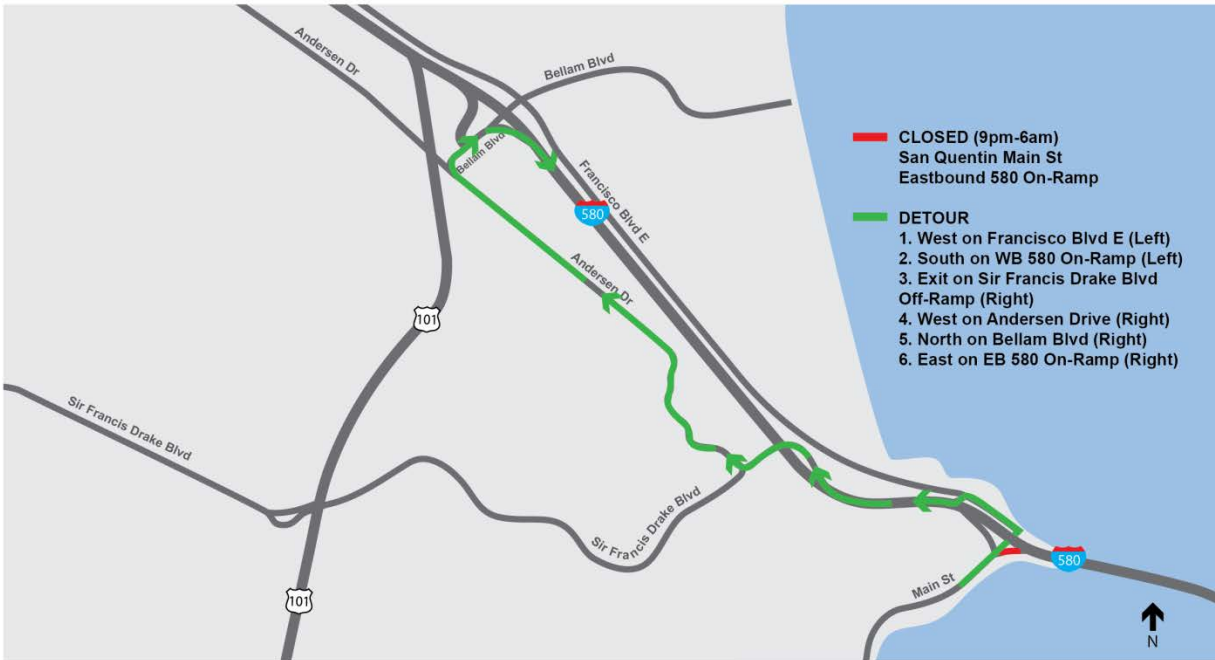 Andersen Dr
Bellam Blvd
Bellam Blvd
Francisco Blvd E
580
Andersen Dr
101
Sir Francis Drake Blvd
Sir Francis Drake Blvd
Main St
580
101
N
CLOSED (9pm-6am)
San Quentin Main St
Eastbound 580 On-Ramp
DETOUR
1. West on Francisco Blvd E (Left)
2. South on WB 580 On-Ramp (Left)
3. Exit on Sir Francis Drake Blvd
Off-Ramp (Right)
4. West on Andersen Drive (Right)
5. North on Bellam Blvd (Right)
6. East on EB 580 On-Ramp (Right)